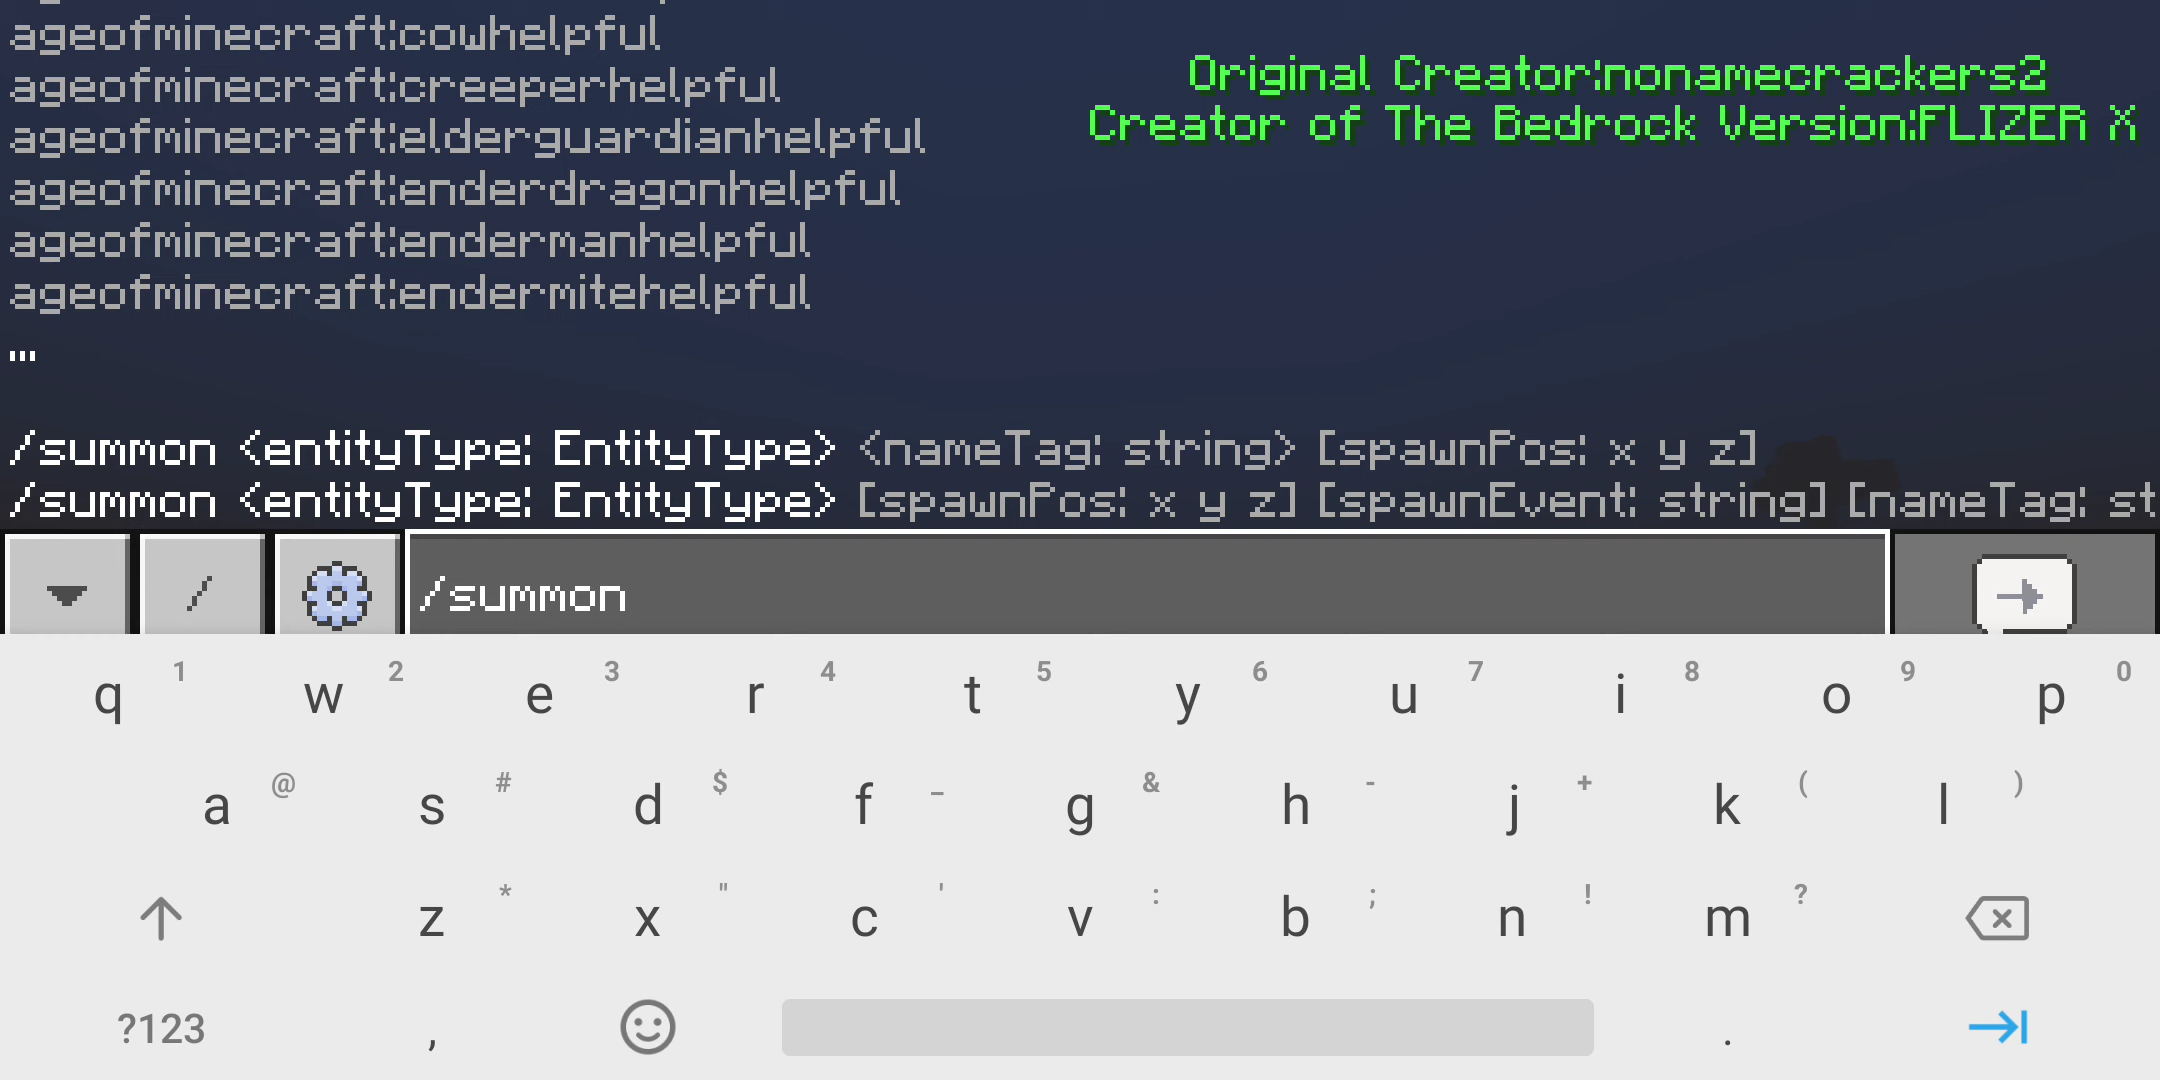 ageofminecraft:cowhelpful
ageofminecraft:creeperhelpful
ageofminecraft:elderguardianhelpful
ageofminecraft:enderdragonhelpful
ageofminecraft:endermanhelpful
ageofminecraft:endermitehelpful
...
Original Creator:nonamecrackers2
Creator of The Bedrock Version:FLIZER X
/summon <entityType: EntityType> <nameTag: string> [spawnPos: x y z]
/summon <entityType: EntityType> [spawnPos: x y z] [spawnEvent: string] [nameTag: st
/ /summon
q 1 w 2 e 3 r 4 t 5 y 6 u 7 i 8 o 9 p 0
a @ s # d $ f _ g & h - j + k ( l )
z * x " c ' v : b ; n ! m ?
?123 , .